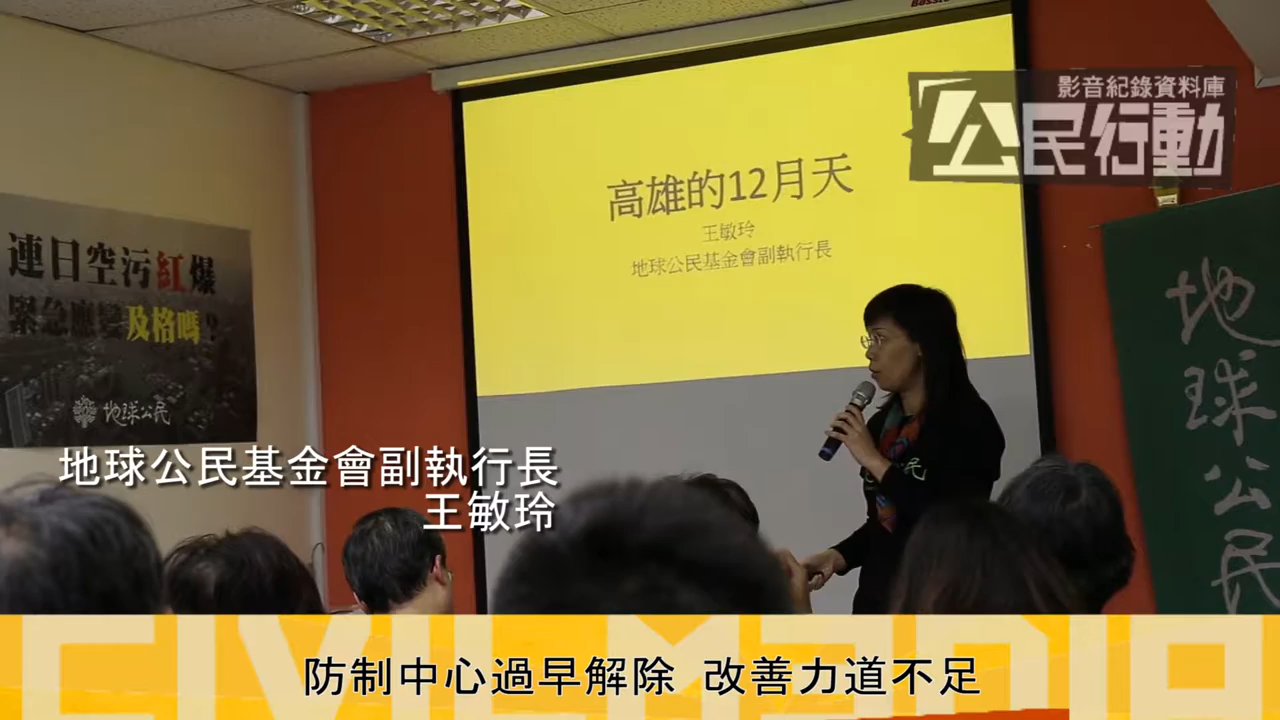 影音紀錄資料庫
公民行動
高雄的12月天
王敏玲
地球公民基金會副執行長
連日空污紅爆
緊急應變及格嗎?
地球公民
地球公民
民
地球公民基金會副執行長
王敏玲
CIVIL MEDIA
防制中心過早解除 改善力道不足